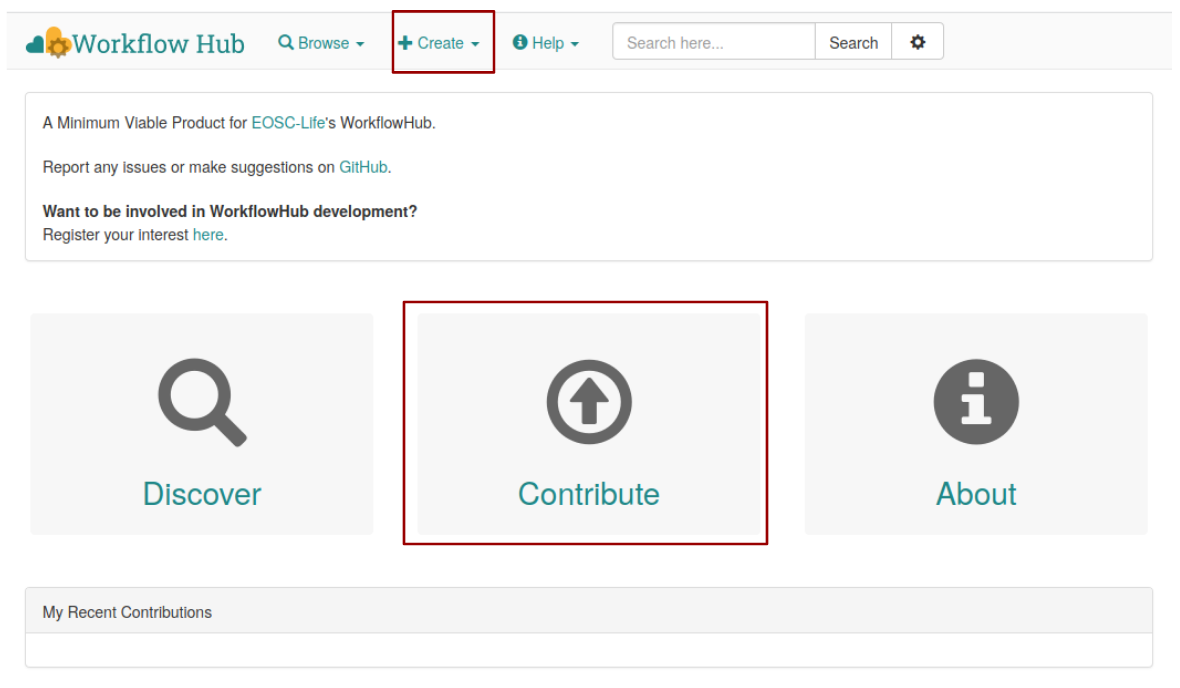 Workflow Hub Browse Create Help Search here... Search
A Minimum Viable Product for EOSC-Life's WorkflowHub.
Report any issues or make suggestions on GitHub.
Want to be involved in WorkflowHub development?
Register your interest here.
Discover Contribute About
My Recent Contributions